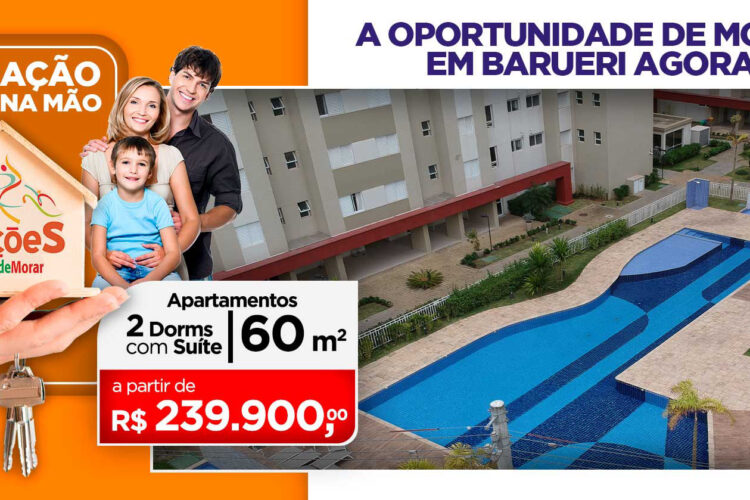 AÇÃO
NA MÃO
A OPORTUNIDADE DE MO
EM BARUERI AGORA
çÕeS
deMorar
Apartamentos
2 Dorms
com Suíte
60 m²
a partir de
R$ 239.900,00